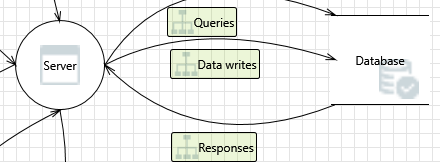 Queries
Data writes
Server
Database
Responses